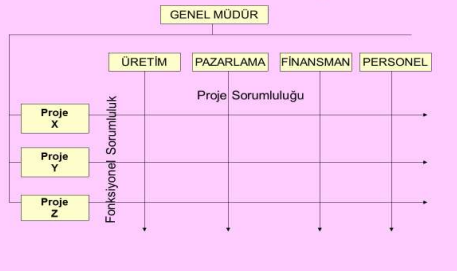 GENEL MÜDÜR
ÜRETİM
PAZARLAMA
FİNANSMAN
PERSONEL
Proje Sorumluluğu
Fonksiyonel Sorumluluk
Proje
X
Proje
Y
Proje
Z